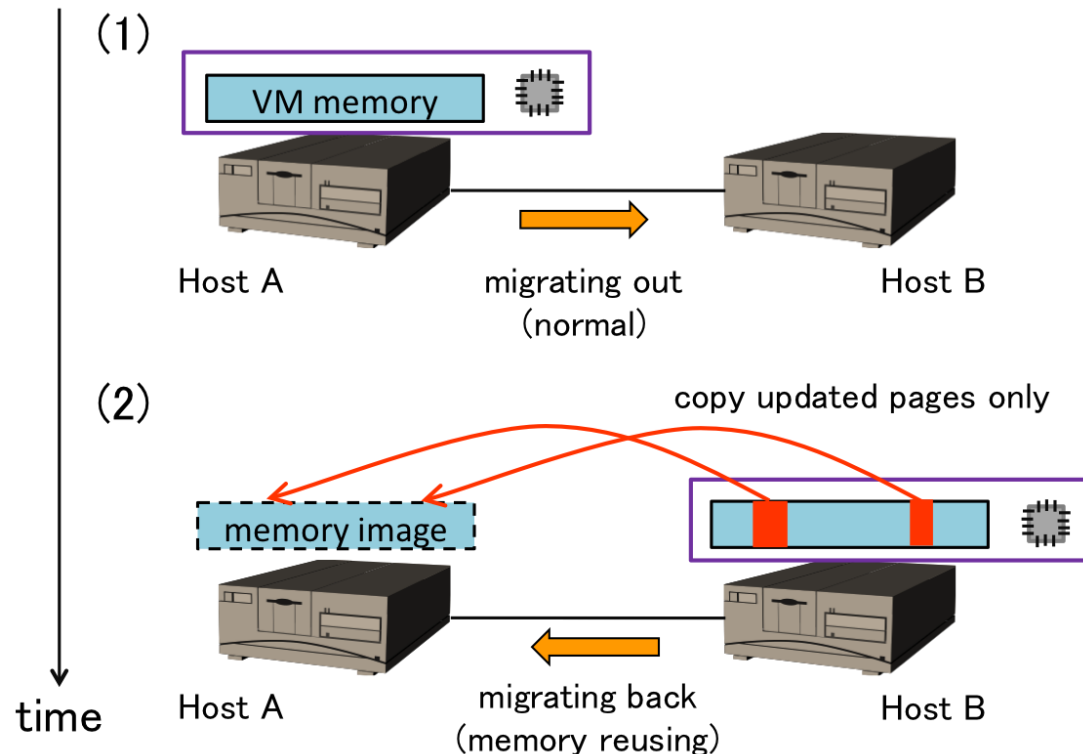 (1)
VM memory
Host A
migrating out
(normal)
Host B
(2)
copy updated pages only
memory image
time
Host A
migrating back
(memory reusing)
Host B